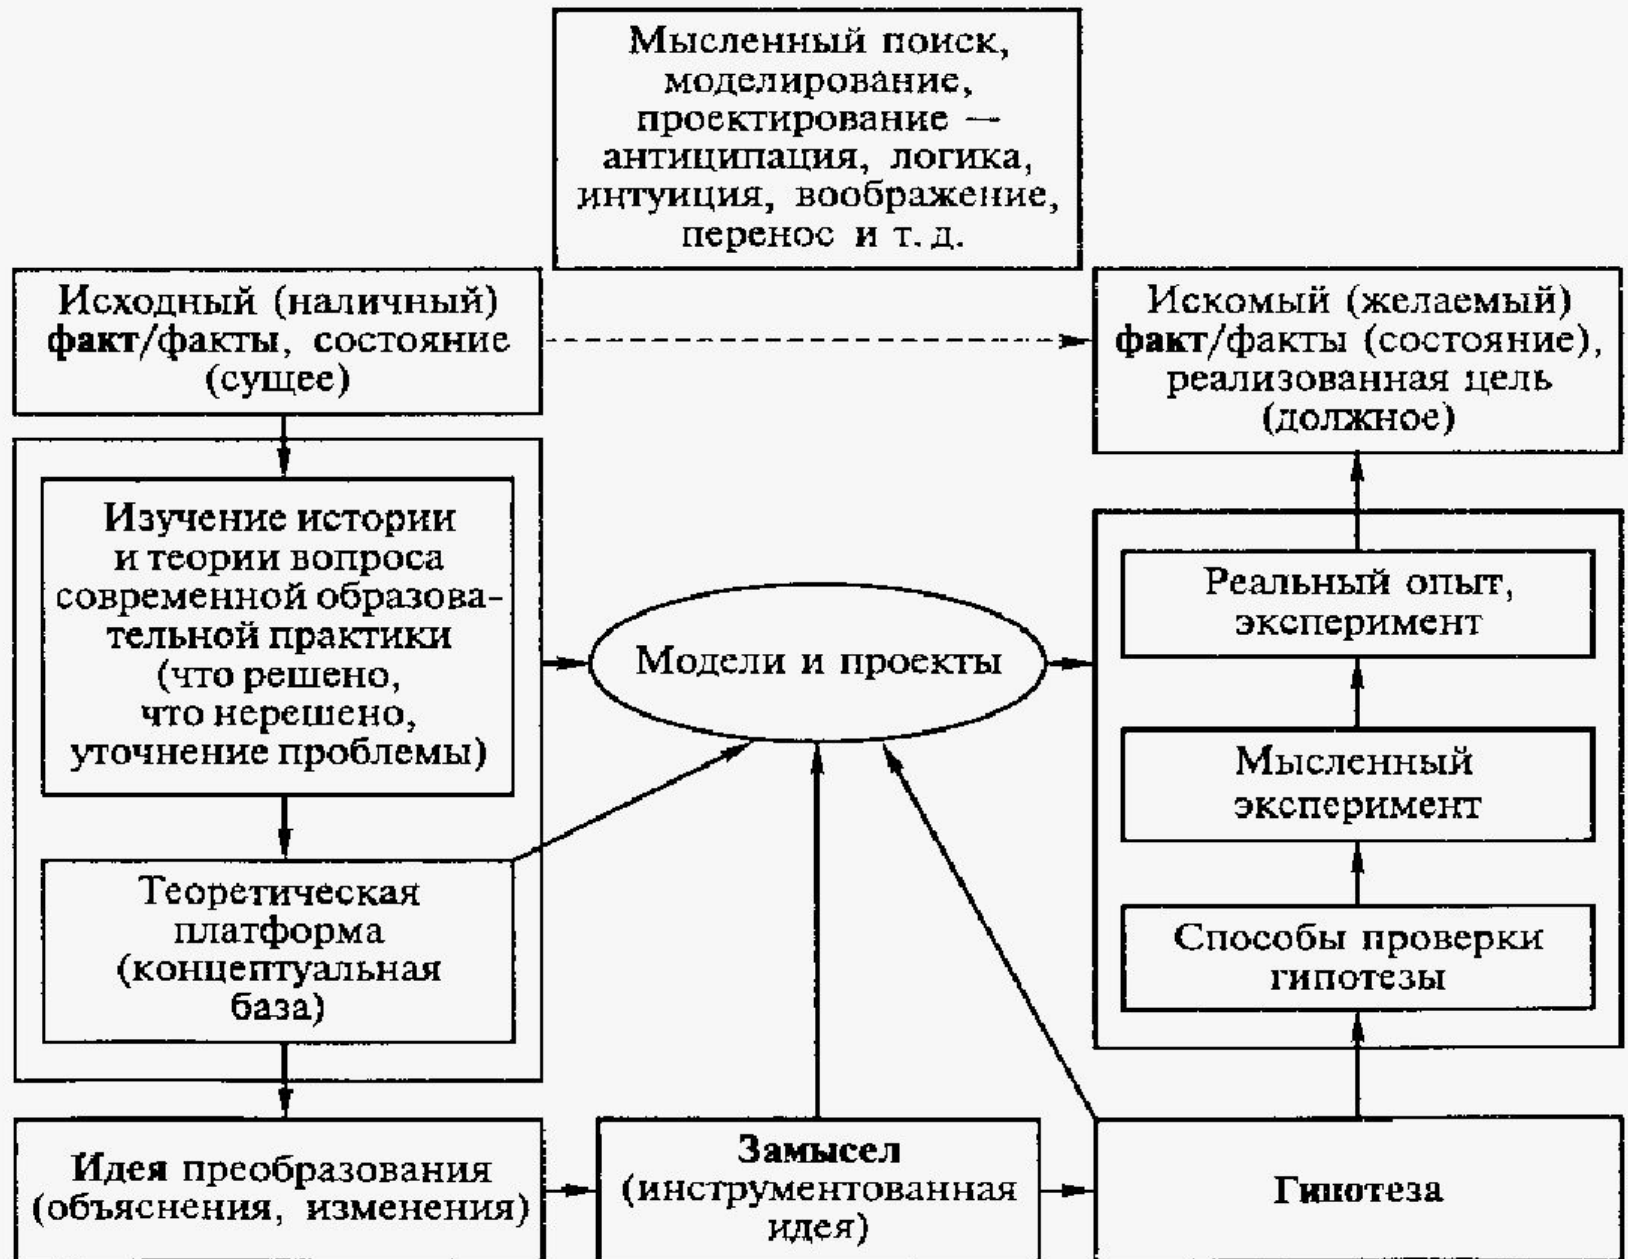 Мысленный поиск,
моделирование,
проектирование —
антиципация, логика,
интуиция, воображение,
перенос и т. д.
Исходный (наличный)
факт/факты, состояние
(сущее)
Искомый (желаемый)
факт/факты (состояние),
реализованная цель
(должное)
Изучение истории
и теории вопроса
современной образова-
тельной практики
(что решено,
что нерешено,
уточнение проблемы)
Теоретическая
платформа
(концептуальная
база)
Модели и проекты
Реальный опыт,
эксперимент
Мысленный
эксперимент
Способы проверки
гипотезы
Идея преобразования
(объяснения, изменения)
Замысел
(инструментованная
идея)
Гипотеза